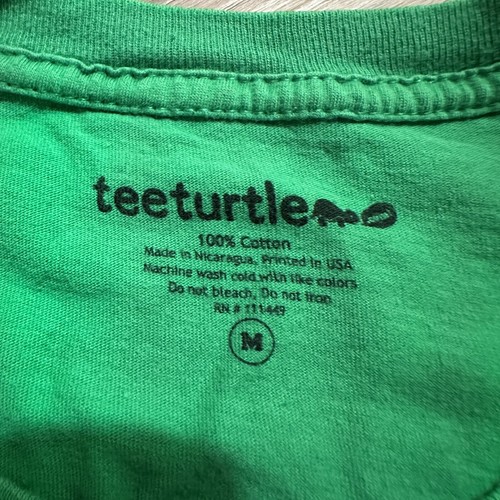 teeturtle
100% Cotton
Made in Nicaragua, Printed in USA
Machine wash cold with like colors
Do not bleach, Do not iron
RN # 111449
M